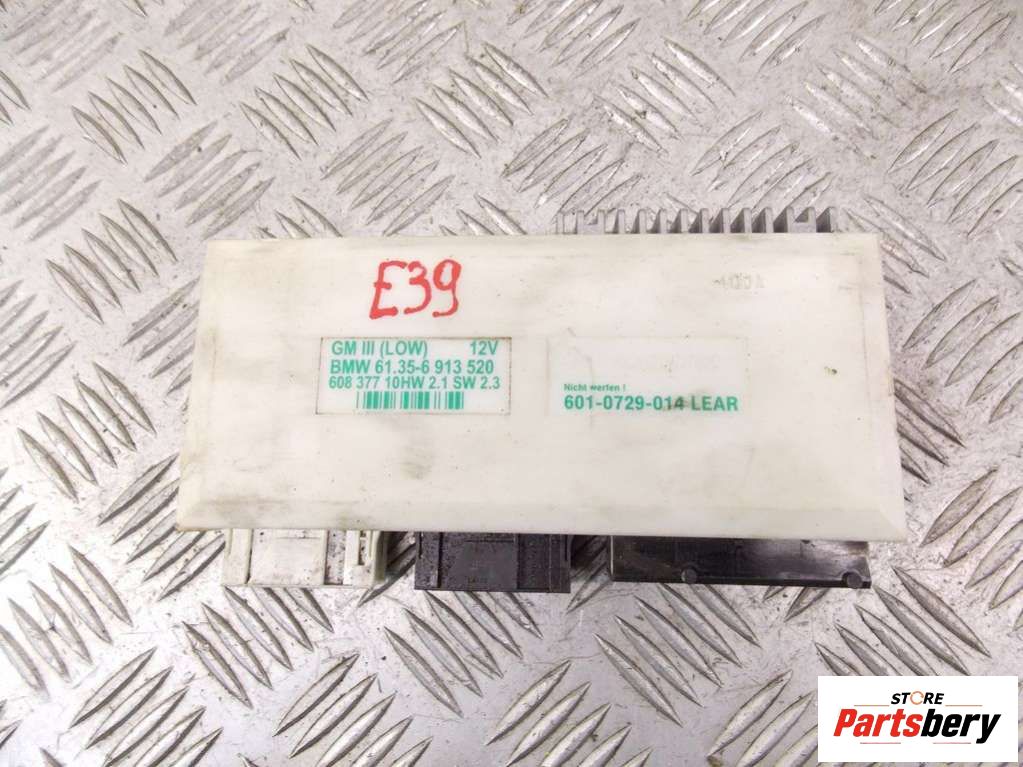 E39
GM III (LOW) 12V
BMW 61.35-6 913 520
608 377 10HW 2.1 SW 2.3
Nicht werfen !
601-0729-014 LEAR
STORE
Partsbery